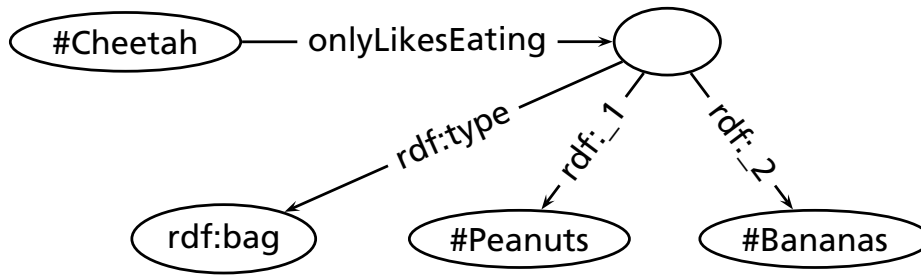 #Cheetah onlyLikesEating
rdf:type rdf:_1 rdf:_2
rdf:bag #Peanuts #Bananas